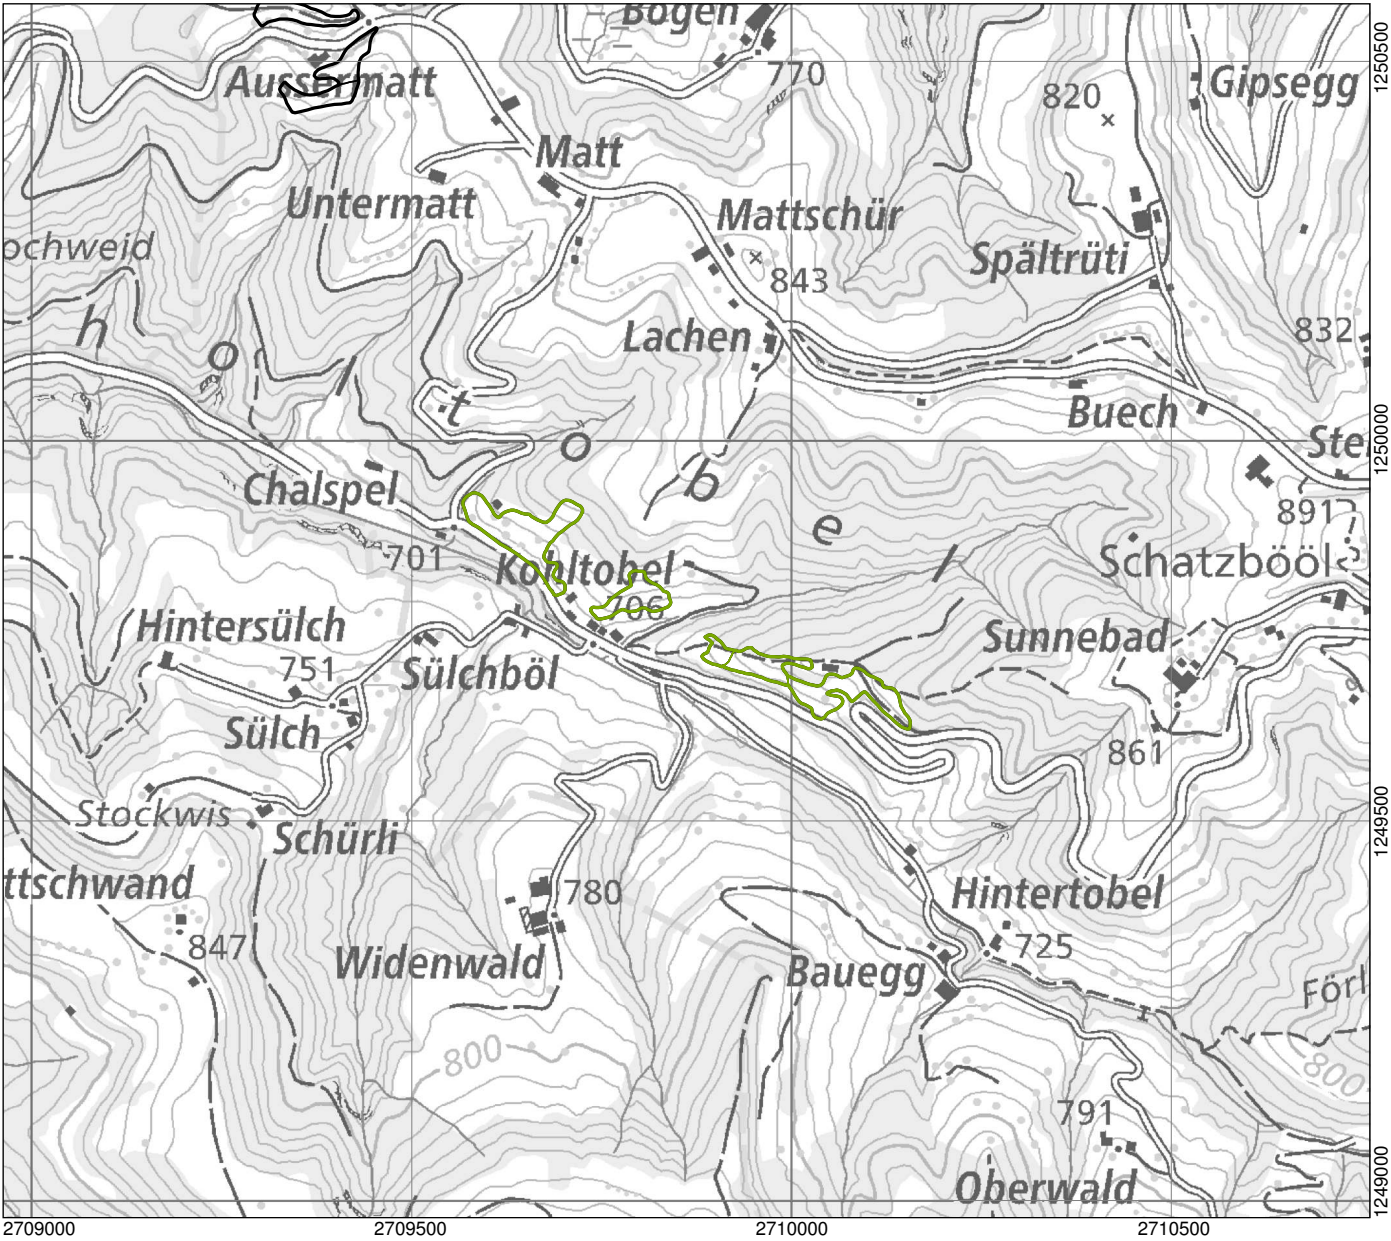 Bogen
770
Aussermatt
820
Gipsegg
Matt
Untermatt
Mattschür
843
Spältrüti
ochweid
Lachen
832
h o l t o b e l
Buech
Ste
Chalspel
701
891
Schatzbööl
Kohltobel
706
Hintersülch
751
Sülchböl
Sunnebad
Sülch
861
Stockwis
Schürli
ttschwand
847
780
Widenwald
Hintertobel
725
Bauegg
Förl
800
800
791
Oberwald
1250500
1250000
1249500
1249000
2709000
2709500
2710000
2710500